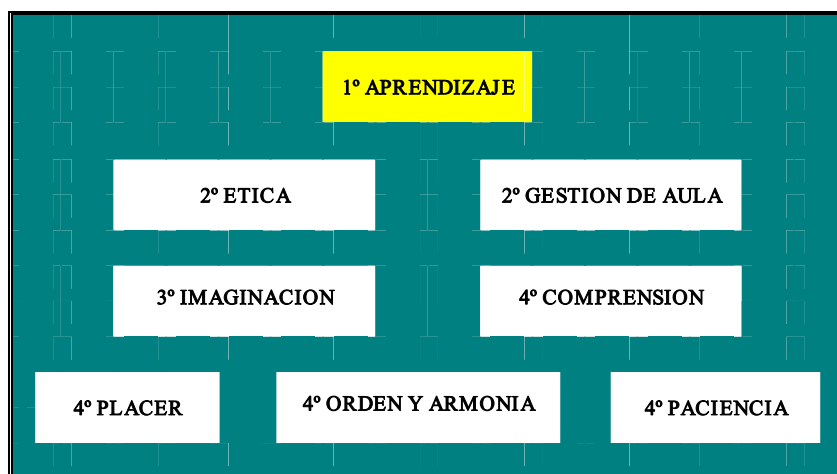 1º APRENDIZAJE
2º ETICA
2º GESTION DE AULA
3º IMAGINACION
4º COMPRENSION
4º PLACER
4º ORDEN Y ARMONIA
4º PACIENCIA